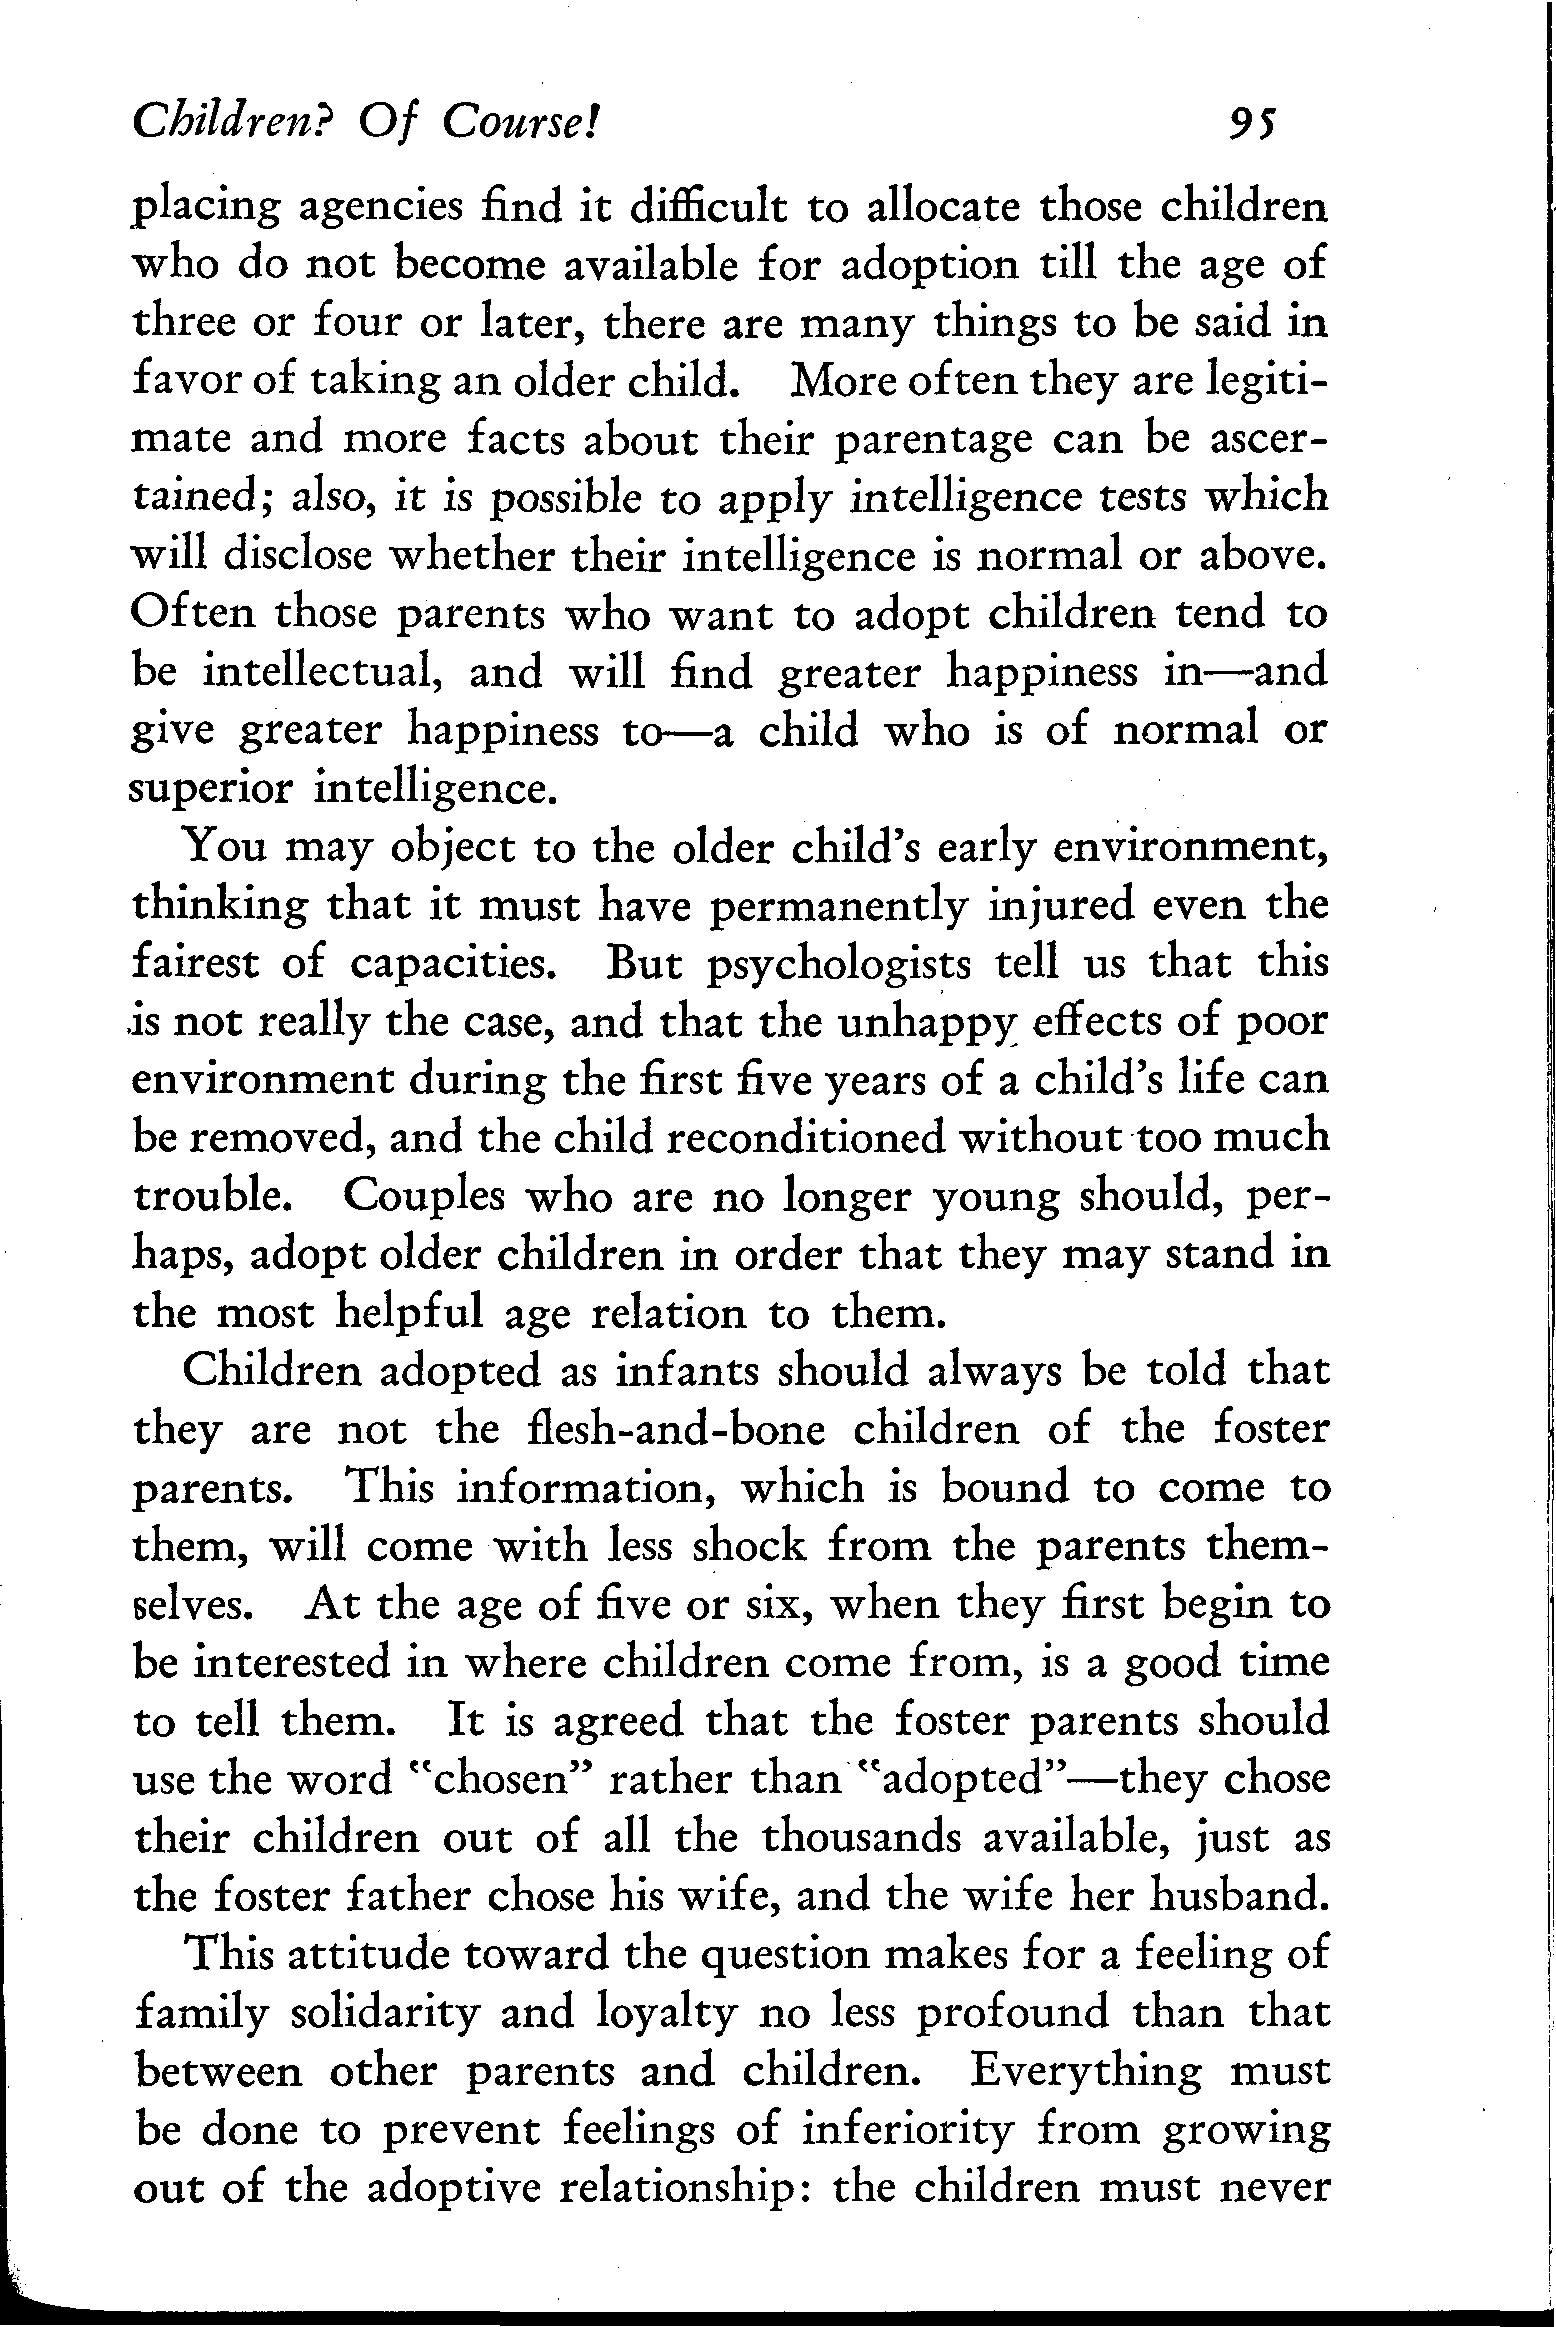 Children? Of Course! 95
placing agencies find it difficult to allocate those children
who do not become available for adoption till the age of
three or four or later, there are many things to be said in
favor of taking an older child. More often they are legiti-
mate and more facts about their parentage can be ascer-
tained; also, it is possible to apply intelligence tests which
will disclose whether their intelligence is normal or above.
Often those parents who want to adopt children tend to
be intellectual, and will find greater happiness in—and
give greater happiness to—a child who is of normal or
superior intelligence.
You may object to the older child's early environment,
thinking that it must have permanently injured even the
fairest of capacities. But psychologists tell us that this
is not really the case, and that the unhappy effects of poor
environment during the first five years of a child's life can
be removed, and the child reconditioned without too much
trouble. Couples who are no longer young should, per-
haps, adopt older children in order that they may stand in
the most helpful age relation to them.
Children adopted as infants should always be told that
they are not the flesh-and-bone children of the foster
parents. This information, which is bound to come to
them, will come with less shock from the parents them-
selves. At the age of five or six, when they first begin to
be interested in where children come from, is a good time
to tell them. It is agreed that the foster parents should
use the word "chosen" rather than "adopted"—they chose
their children out of all the thousands available, just as
the foster father chose his wife, and the wife her husband.
This attitude toward the question makes for a feeling of
family solidarity and loyalty no less profound than that
between other parents and children. Everything must
be done to prevent feelings of inferiority from growing
out of the adoptive relationship: the children must never